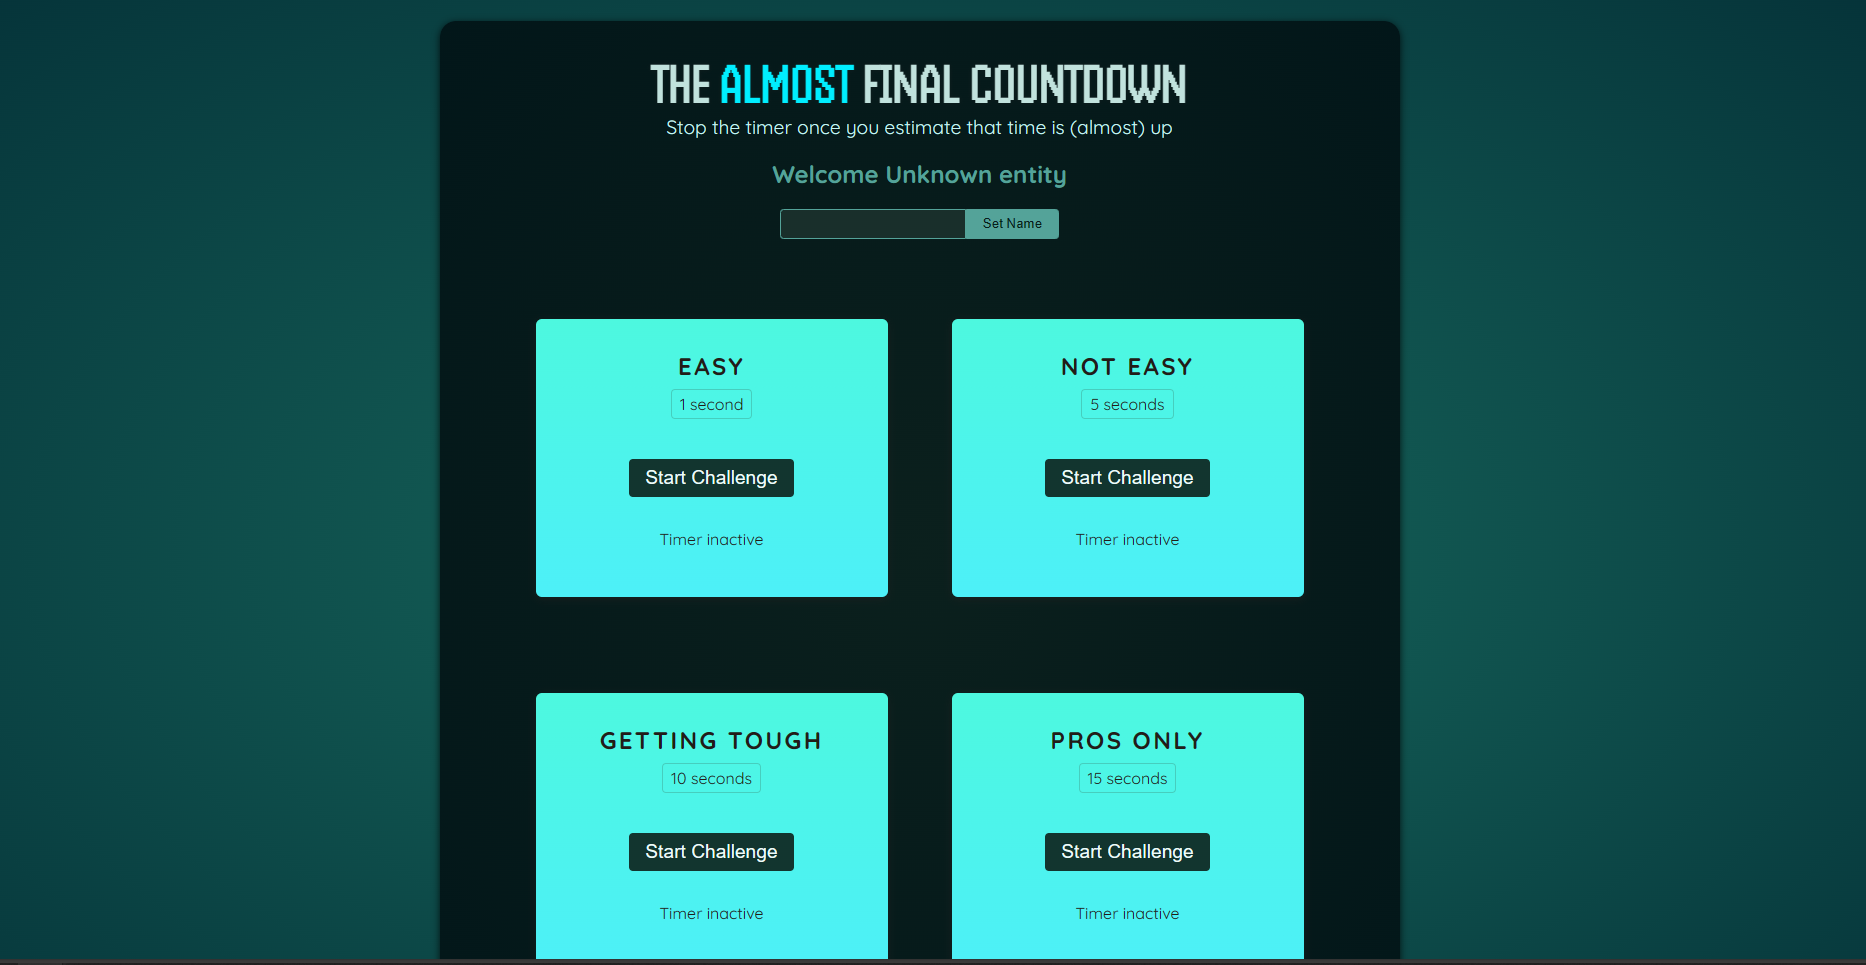 THE ALMOST FINAL COUNTDOWN
Stop the timer once you estimate that time is (almost) up
Welcome Unknown entity
Set Name
EASY
1 second
Start Challenge
Timer inactive
NOT EASY
5 seconds
Start Challenge
Timer inactive
GETTING TOUGH
10 seconds
Start Challenge
Timer inactive
PROS ONLY
15 seconds
Start Challenge
Timer inactive